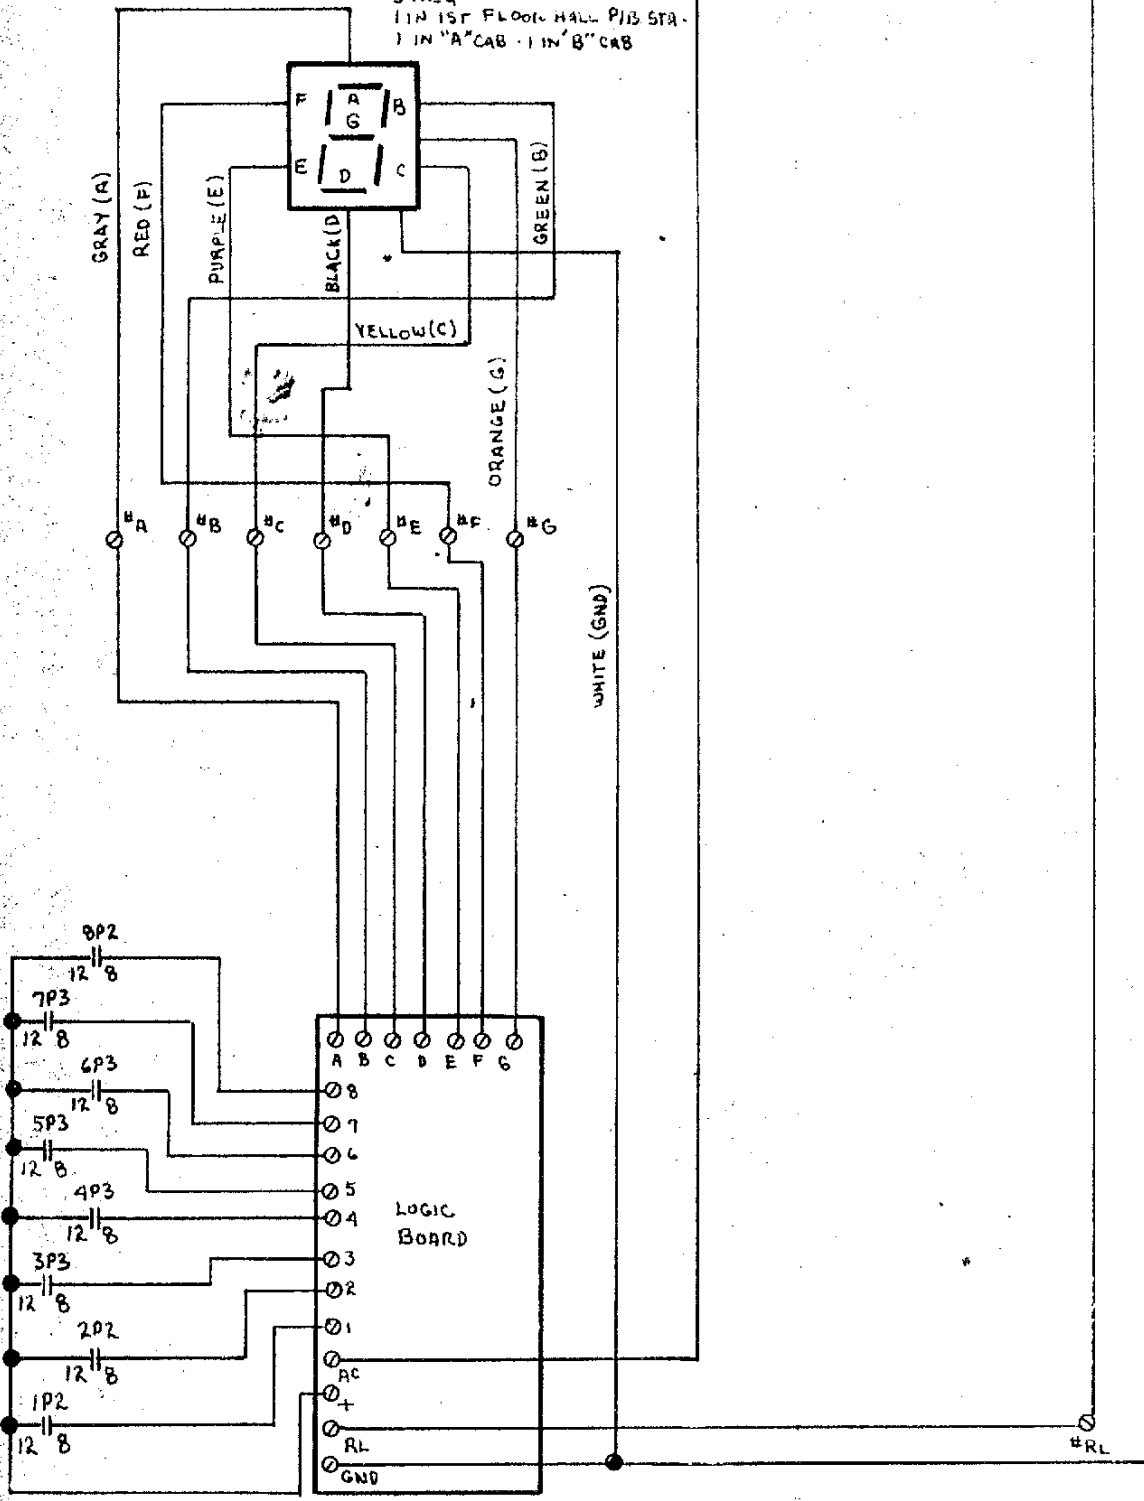 1 IN 1ST FLOOR HALL P/B STA.
1 IN "A" CAB - 1 IN "B" CAB
F
A
B
G
E
D
C
GRAY (A)
RED (F)
PURPLE (E)
BLACK (D
GREEN (B)
YELLOW (C)
ORANGE (G)
WHITE (GND)
#A
#B
#C
#D
#E
#F
#G
8P2
12 8
7P3
12 8
6P3
12 8
5P3
12 8
4P3
12 8
3P3
12 8
2P2
12 8
1P2
12 8
A B C D E F G
8
7
6
5
4
3
2
1
AC
+
RL
GND
LOGIC
BOARD
#RL